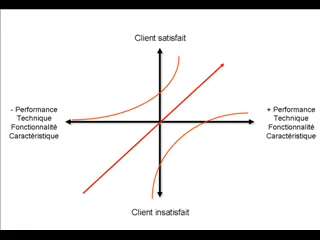 Client satisfait
- Performance
Technique
Fonctionnalité
Caractéristique
+ Performance
Technique
Fonctionnalité
Caractéristique
Client insatisfait